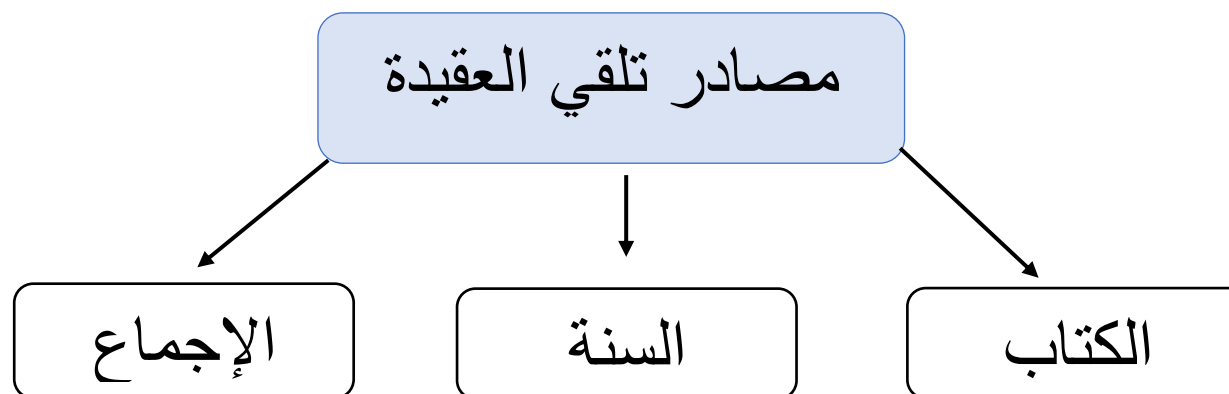 مصادر تلقي العقيدة
الكتاب
السنة
الإجماع